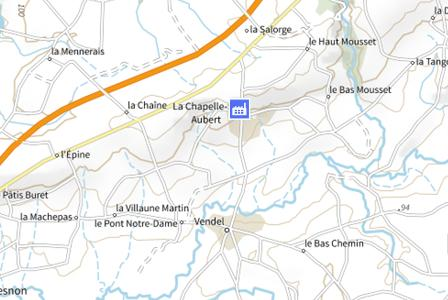 la Salorge
le Haut Mousset
la Mennerais
la Tang
100
la Chaîne
La Chapelle-
Aubert
le Bas Mousset
l'Épine
Pâtis Buret
la Machepas
la Villaune Martin
le Pont Notre-Dame
Vendel
94
le Bas Chemin
esnon